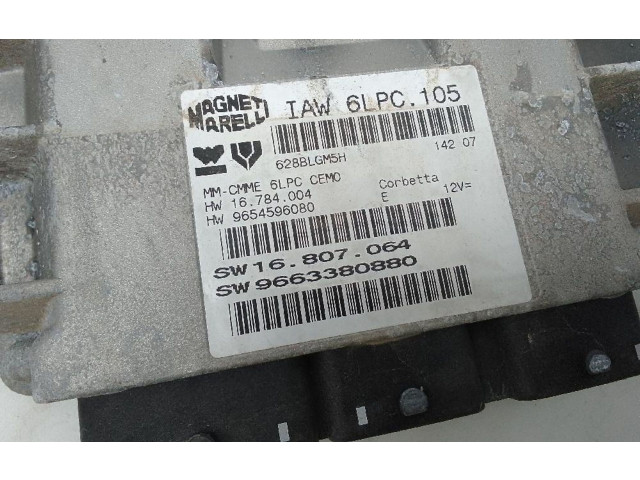 MAGNETI
MARELLI
IAW 6LPC.105
628BLGM5H
142 07
MM-CMME 6LPC CEMO
Corbetta
HW 16.784.004
E
12V=
HW 9654596080
SW 16.807.064
SW 9663380880